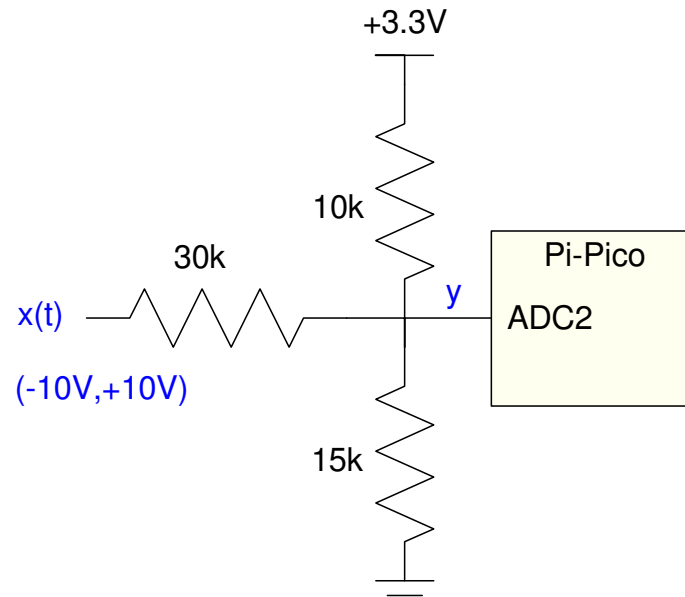 +3.3V
10k
Pi-Pico
30k
x(t)
y
ADC2
(-10V,+10V)
15k